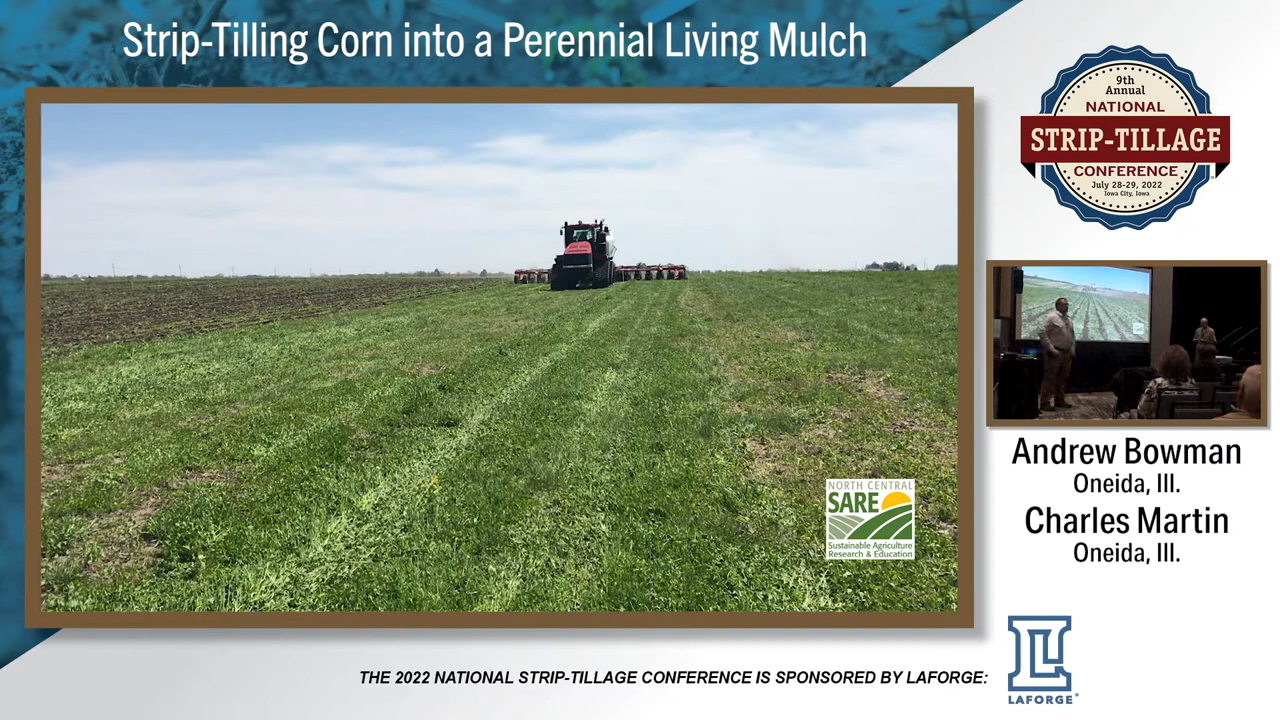 Strip-Tilling Corn into a Perennial Living Mulch
9th
Annual
NATIONAL
STRIP-TILLAGE
CONFERENCE
July 28-29, 2022
Iowa City, Iowa
NORTH CENTRAL
SARE
Sustainable Agriculture
Research & Education
Andrew Bowman
Oneida, Ill.
Charles Martin
Oneida, Ill.
THE 2022 NATIONAL STRIP-TILLAGE CONFERENCE IS SPONSORED BY LAFORGE:
LAFORGE®